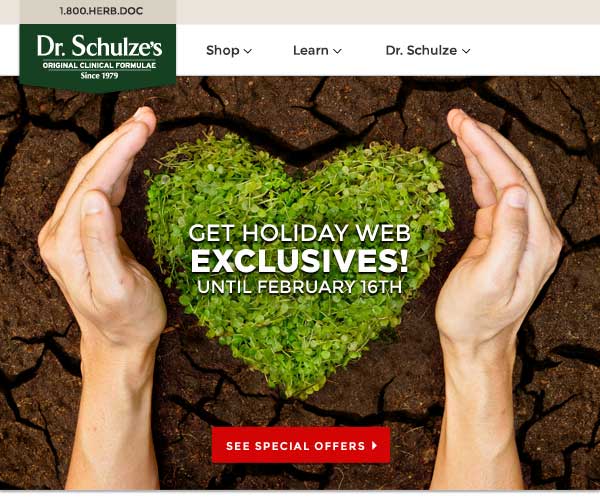 1.800.HERB.DOC
Dr. Schulze's
ORIGINAL CLINICAL FORMULAE
Since 1979
Shop Learn Dr. Schulze
GET HOLIDAY WEB
EXCLUSIVES!
UNTIL FEBRUARY 16TH
SEE SPECIAL OFFERS